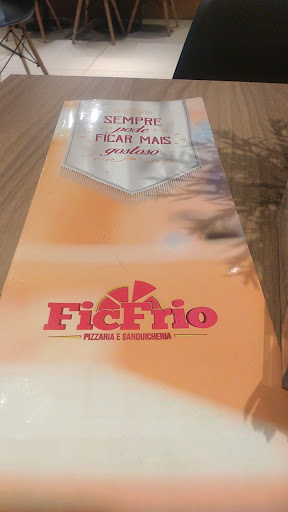 SEMPRE
pode
FICAR MAIS
gostoso
FicFrio
PIZZARIA E SANDUICHERIA